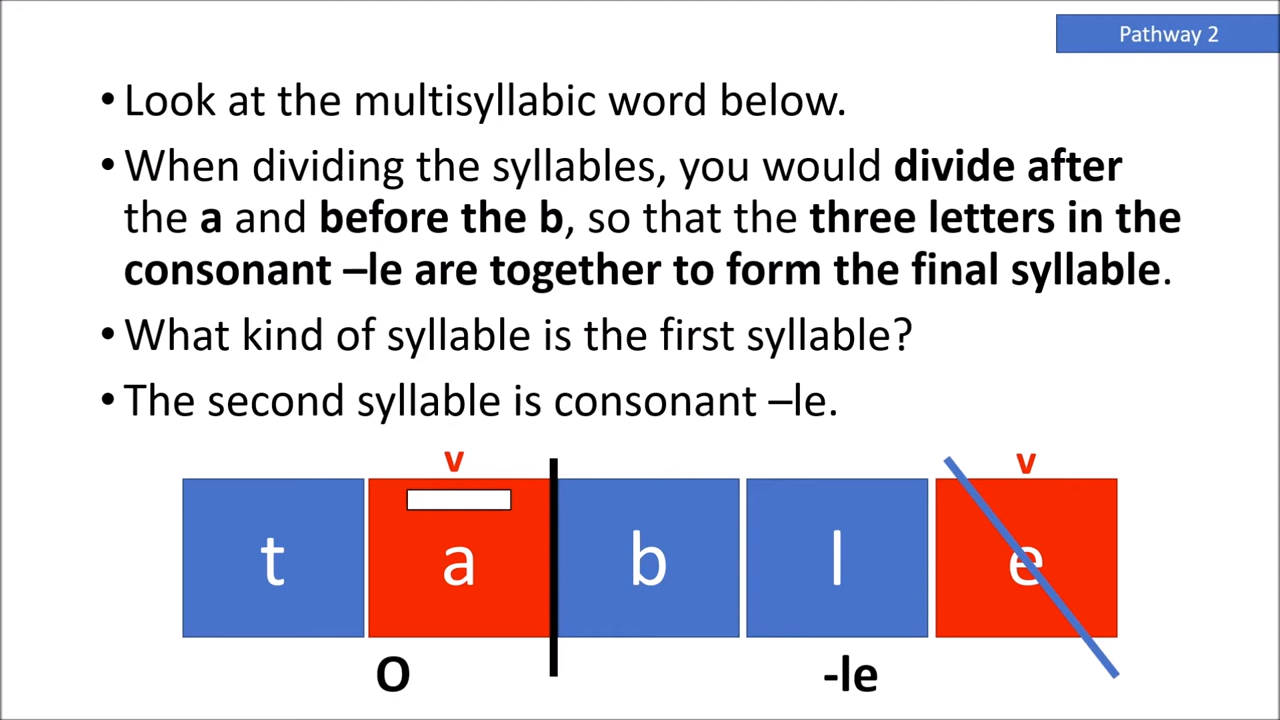 Pathway 2
• Look at the multisyllabic word below.
• When dividing the syllables, you would divide after
the a and before the b, so that the three letters in the
consonant –le are together to form the final syllable.
• What kind of syllable is the first syllable?
• The second syllable is consonant –le.
v v
t a b l e
O -le